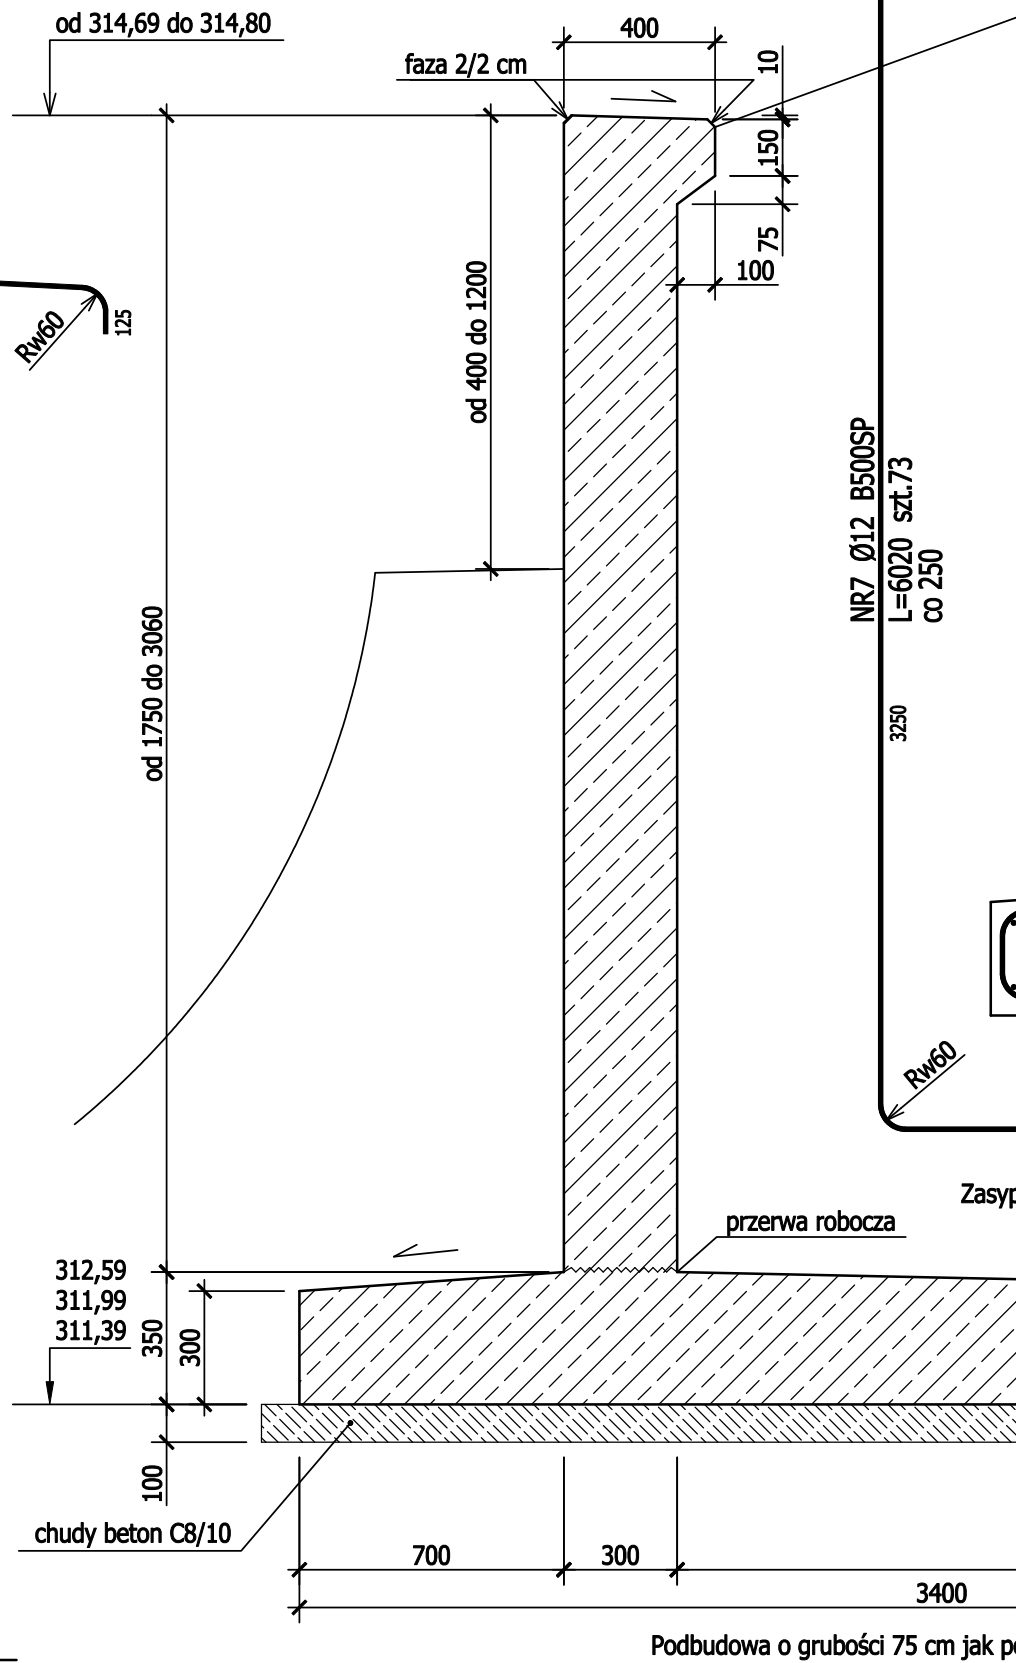 od 314,69 do 314,80
400
faza 2/2 cm
10
150
75
100
od 400 do 1200
Rw60
125
od 1750 do 3060
NR7 Ø12 B500SP
L=6020 szt.73
co 250
3250
Rw60
Zasyp
przerwa robocza
312,59
311,99
311,39
350
300
100
chudy beton C8/10
700
300
3400
Podbudowa o grubości 75 cm jak po